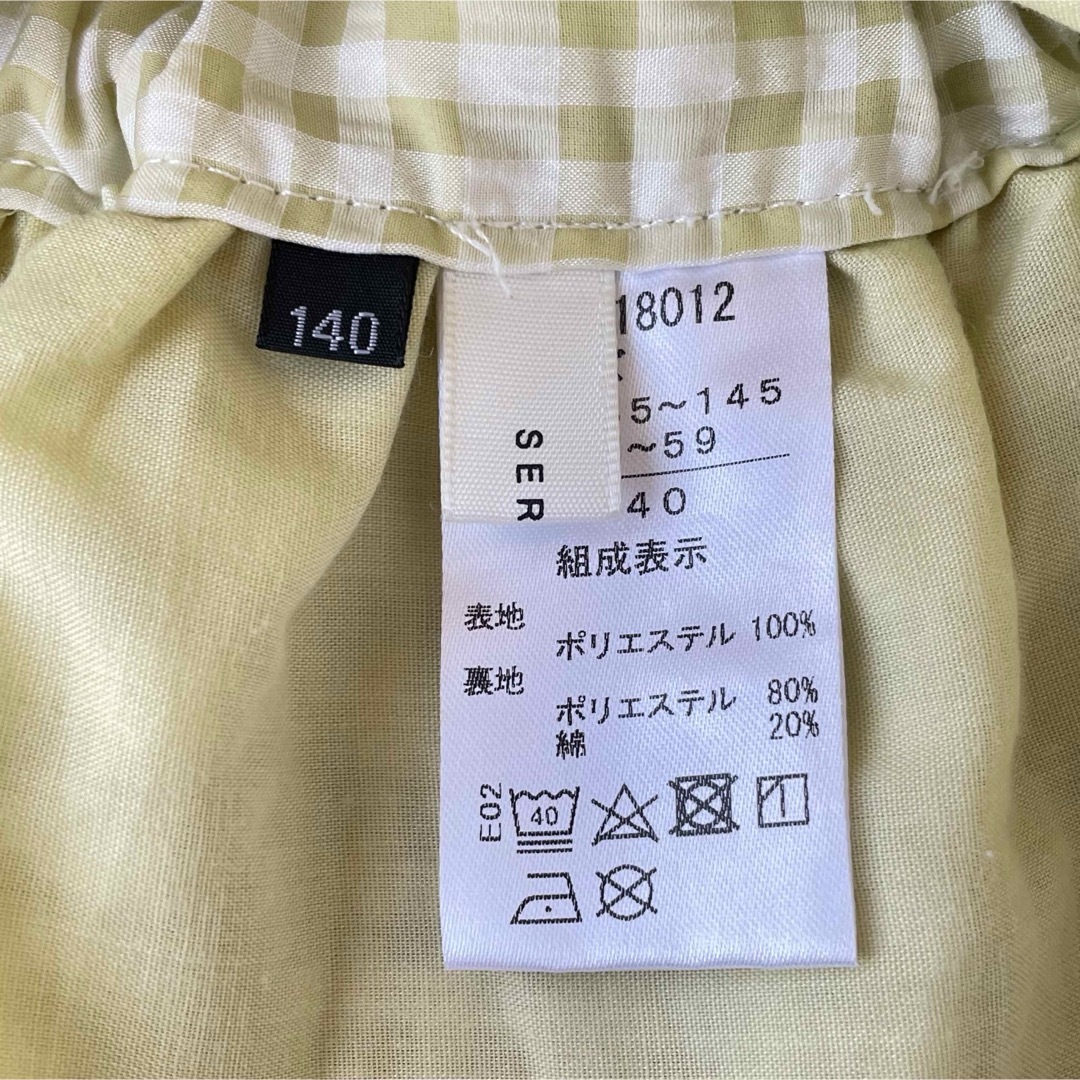 140
SER
18012
5～145
～59
40
組成表示
表地
ポリエステル 100%
裏地
ポリエステル 80%
綿 20%
E02
40